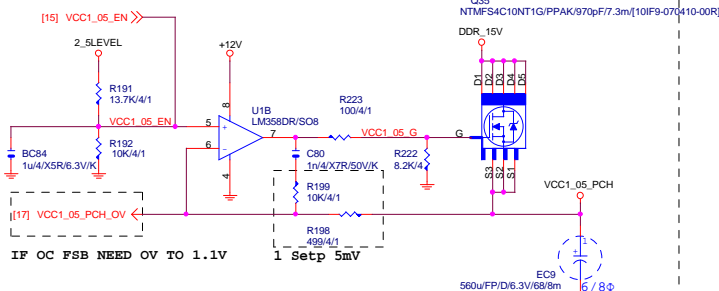 Q35
NTMFS4C10NT1G/PPAK/970pF/7.3m/[10IF9-070410-00R]
[15] VCC1_05_EN
DDR_15V
2_5LEVEL
+12V
D1
D2
D3
D4
D5
R191
13.7K/4/1
U1B
LM358DR/SO8
R223
100/4/1
8
VCC1_05_EN
5
+
7
VCC1_05_G
G
6
-
BC84
1u/4/X5R/6.3V/K
R192
10K/4/1
C80
1n/4/X7R/50V/K
R222
8.2K/4
4
S3
S2
S1
R199
10K/4/1
VCC1_05_PCH
[17] VCC1_05_PCH_OV
R198
499/4/1
IF OC FSB NEED OV TO 1.1V
1 Setp 5mV
1
+
EC9
560u/FP/D/6.3V/68/8m
6/8Φ